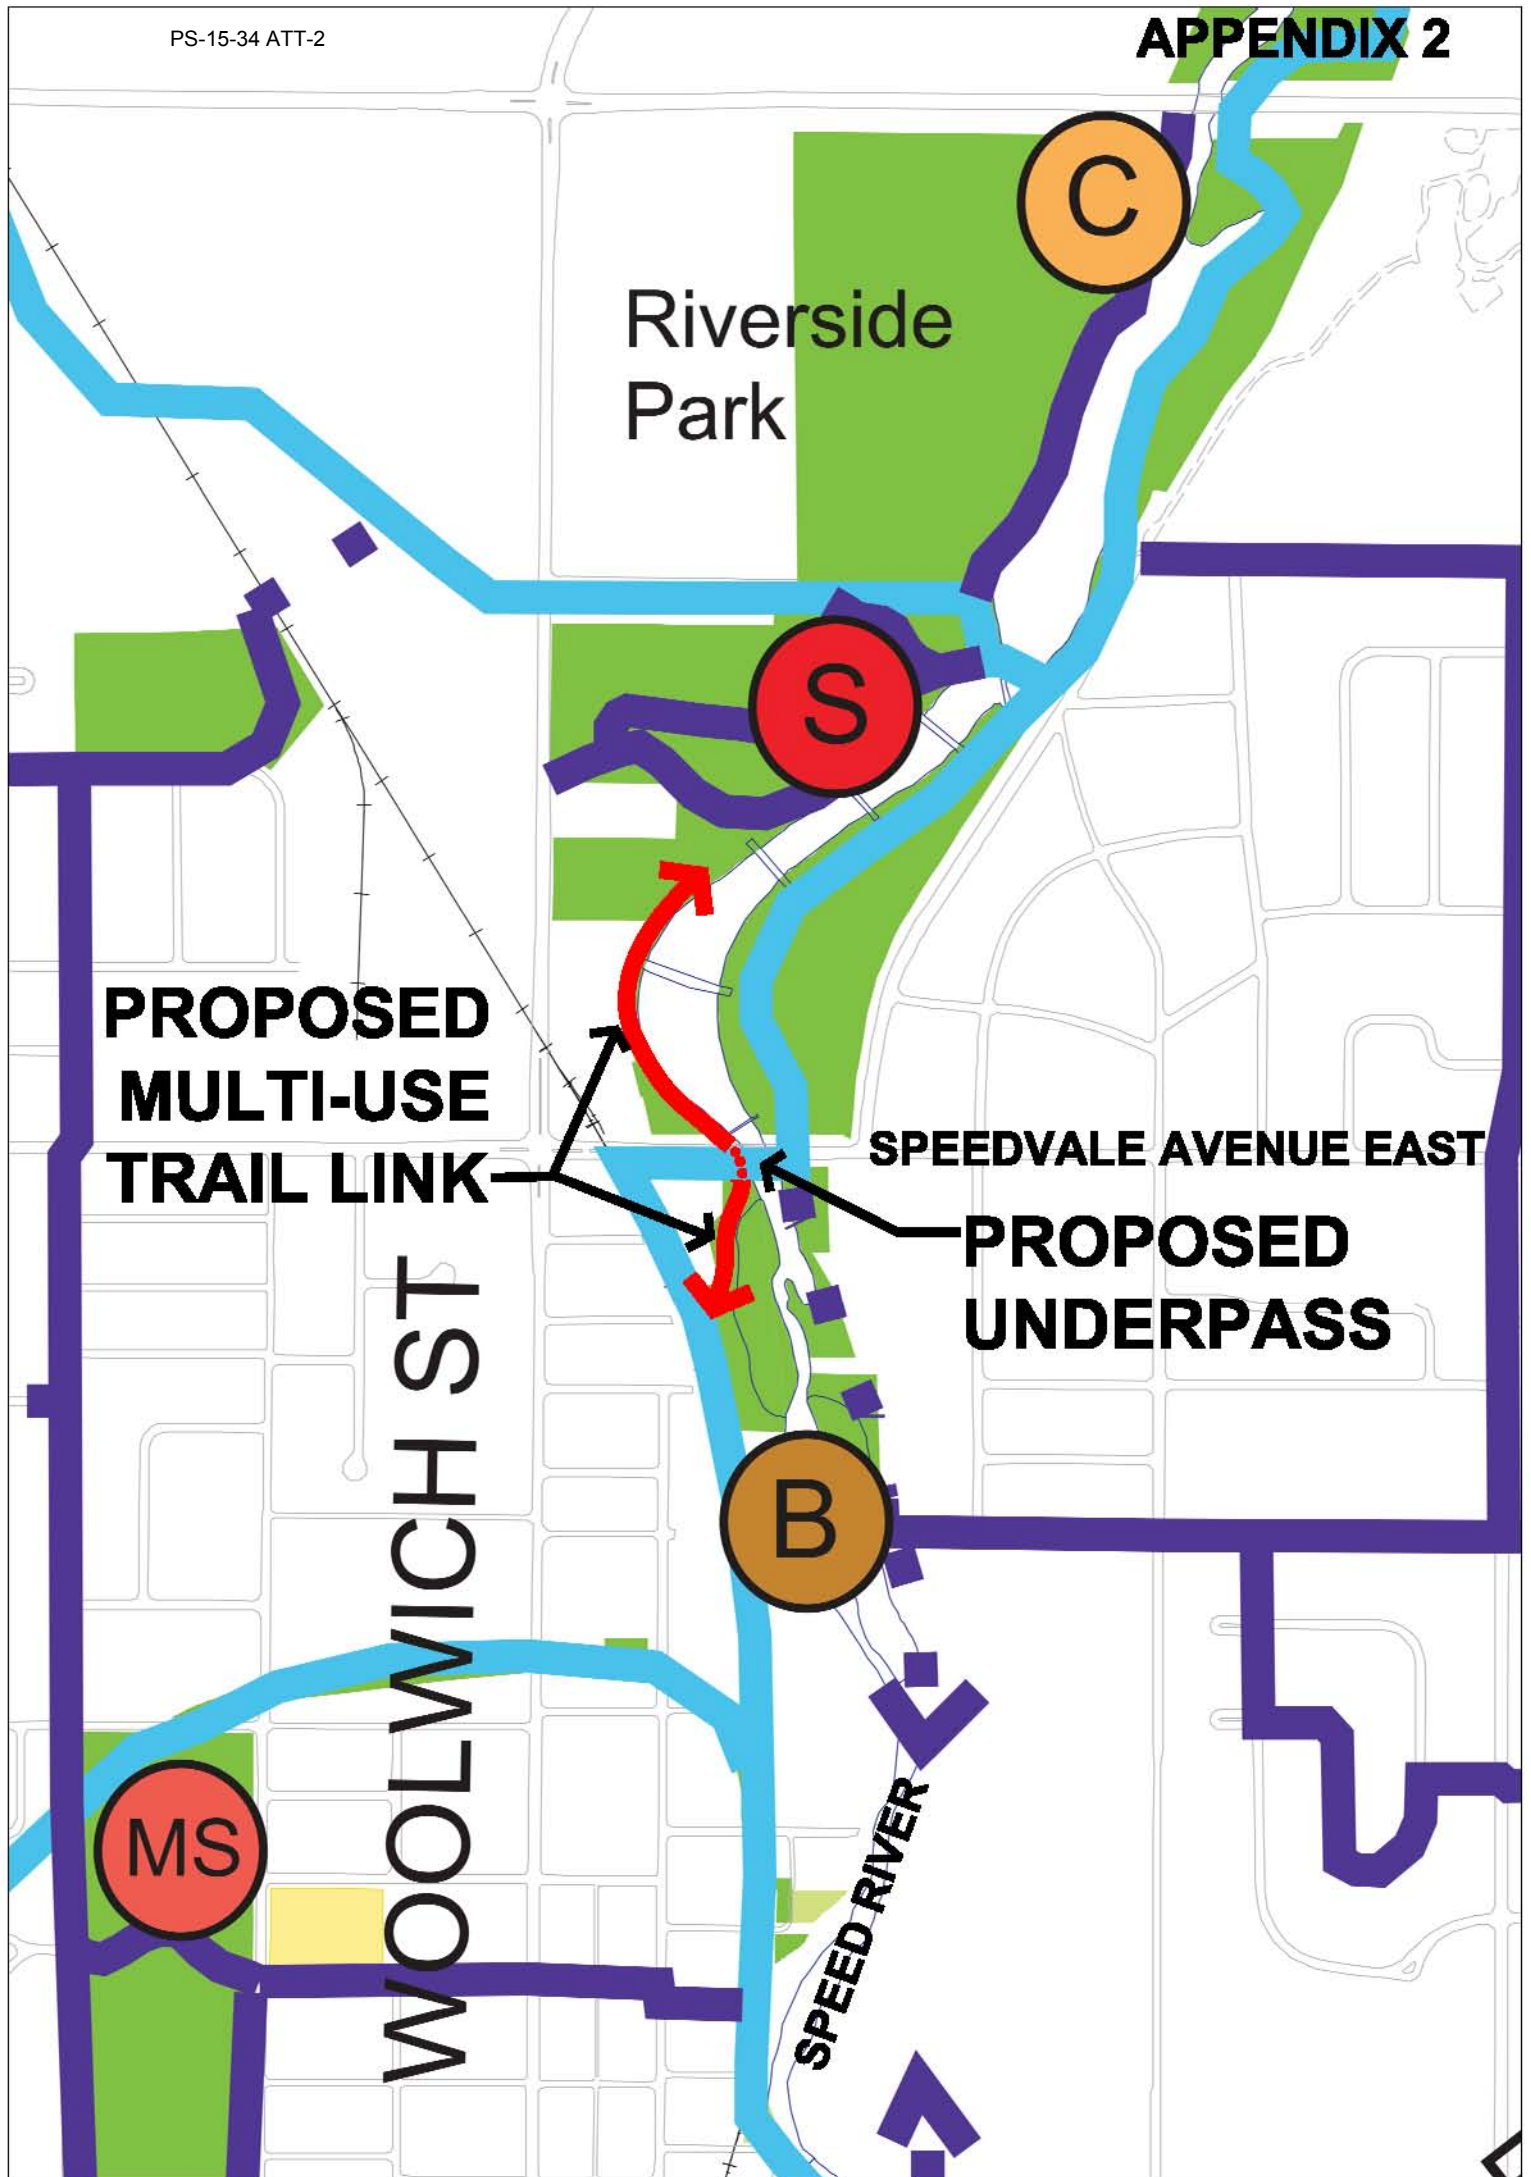 PS-15-34 ATT-2
APPENDIX 2
C
Riverside
Park
S
PROPOSED
MULTI-USE
TRAIL LINK
SPEEDVALE AVENUE EAST
PROPOSED
UNDERPASS
WOOLWICH ST
B
MS
SPEED RIVER